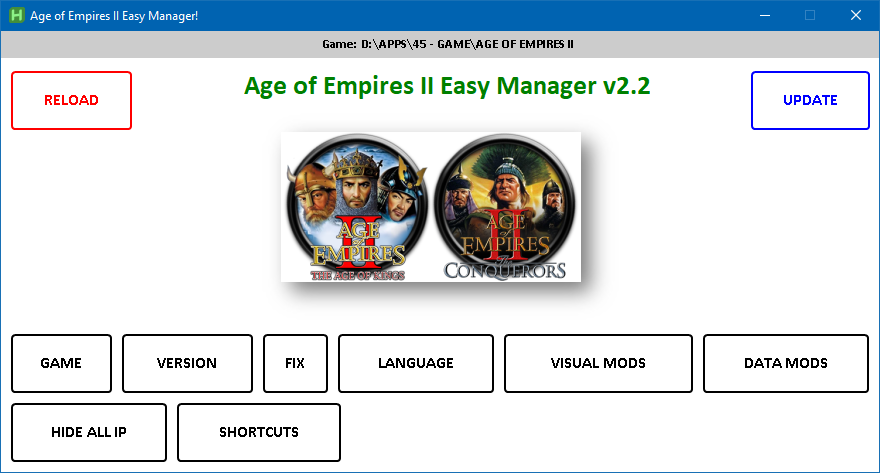 Age of Empires II Easy Manager!
Game: D:\APPS\45 - GAME\AGE OF EMPIRES II
RELOAD
Age of Empires II Easy Manager v2.2
UPDATE
AGE
of
EMPIRES
II
THE AGE OF KINGS
AGE
of
EMPIRES
II
The
CONQUERORS
GAME
VERSION
FIX
LANGUAGE
VISUAL MODS
DATA MODS
HIDE ALL IP
SHORTCUTS